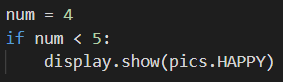 num = 4
if num < 5:
    display.show(pics.HAPPY)